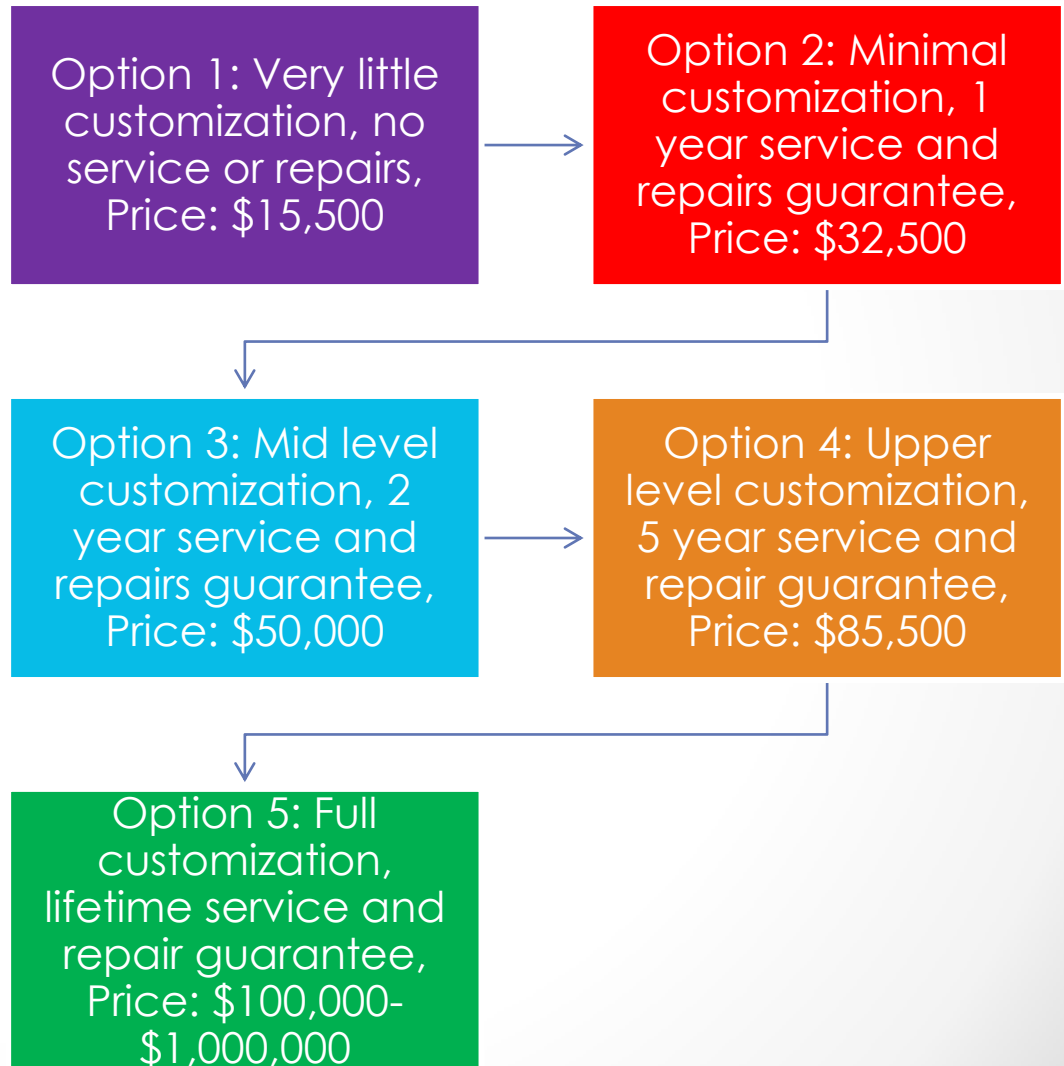 Option 1: Very little
customization, no
service or repairs,
Price: $15,500
Option 2: Minimal
customization, 1
year service and
repairs guarantee,
Price: $32,500
Option 3: Mid level
customization, 2
year service and
repairs guarantee,
Price: $50,000
Option 4: Upper
level customization,
5 year service and
repair guarantee,
Price: $85,500
Option 5: Full
customization,
lifetime service and
repair guarantee,
Price: $100,000-
$1,000,000